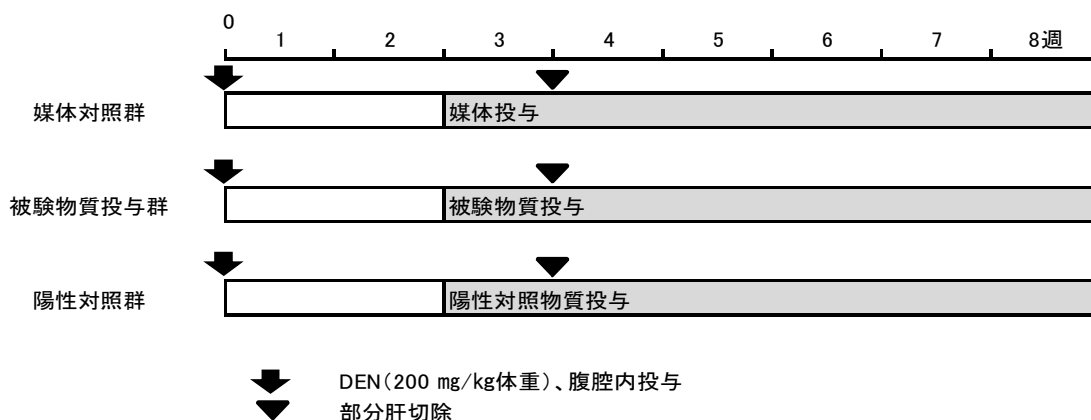 0
1 2 3 4 5 6 7 8週
媒体対照群
媒体投与
被験物質投与群
被験物質投与
陽性対照群
陽性対照物質投与
DEN(200 ㎎/㎏体重)、腹腔内投与
部分肝切除